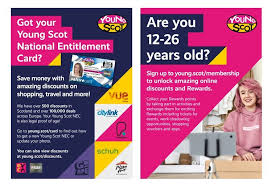 Got your
Young Scot
National Entitlement
Card?
YOUNG
SCOT
Save money with
amazing discounts on
shopping, travel and more!
We have over 500 discounts in
Scotland and 100,000 more deals
across Europe. Your Young Scot NEC
is also legal proof of age!
Go to young.scot/card to find out how
to get a new Young Scot NEC or update
your photo.
You can also view discounts
at young.scot/discounts.
vue
citylink
schuh
Are you
12-26
years old?
YOUNG
SCOT
Sign up to young.scot/membership
to unlock amazing online
discounts and Rewards.
Collect your Rewards points by
taking part in activities and
exchange them for exciting
Rewards including tickets for
events, work-shadowing
opportunities, shopping
vouchers and apps.